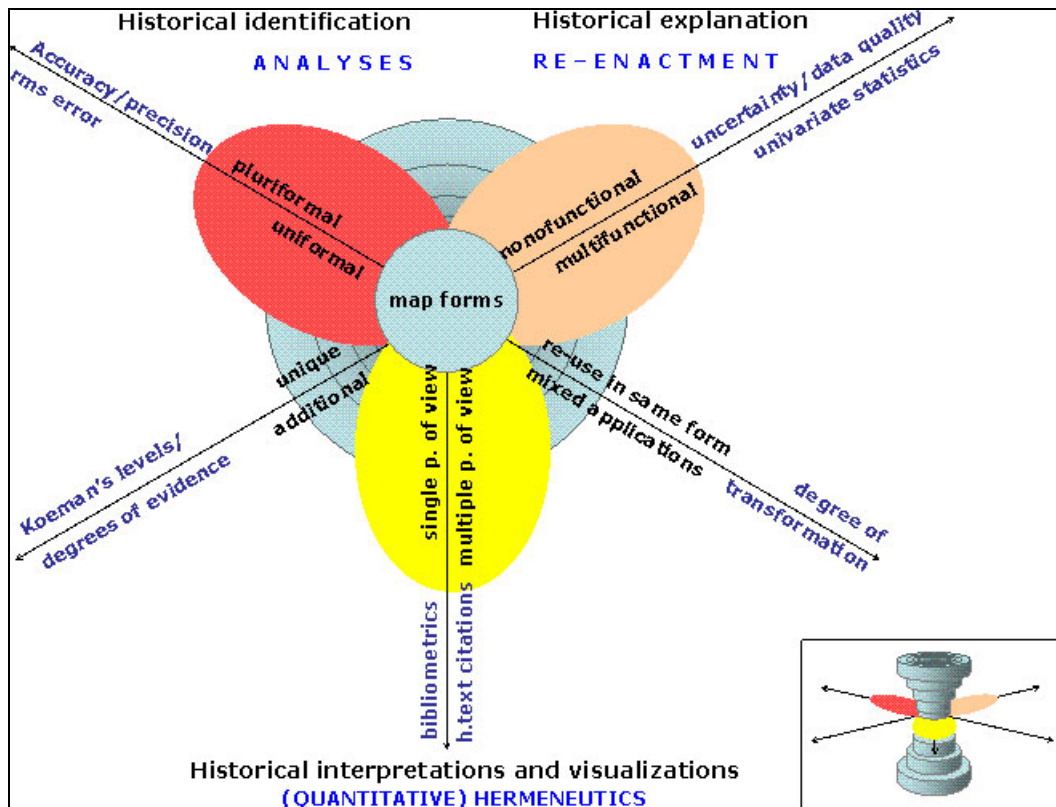 Historical identification
Historical explanation
ANALYSES
RE-ENACTMENT
Accuracy/precision
rms error
uncertainty/data quality
univariate statistics
pluriformal
uniformal
nonofunctional
multifunctional
map forms
unique
additional
re-use in same form
mixed applications
Koeman's levels/
degrees of evidence
degree of
transformation
single p. of view
multiple p. of view
bibliometrics
h.text citations
Historical interpretations and visualizations
(QUANTITATIVE) HERMENEUTICS